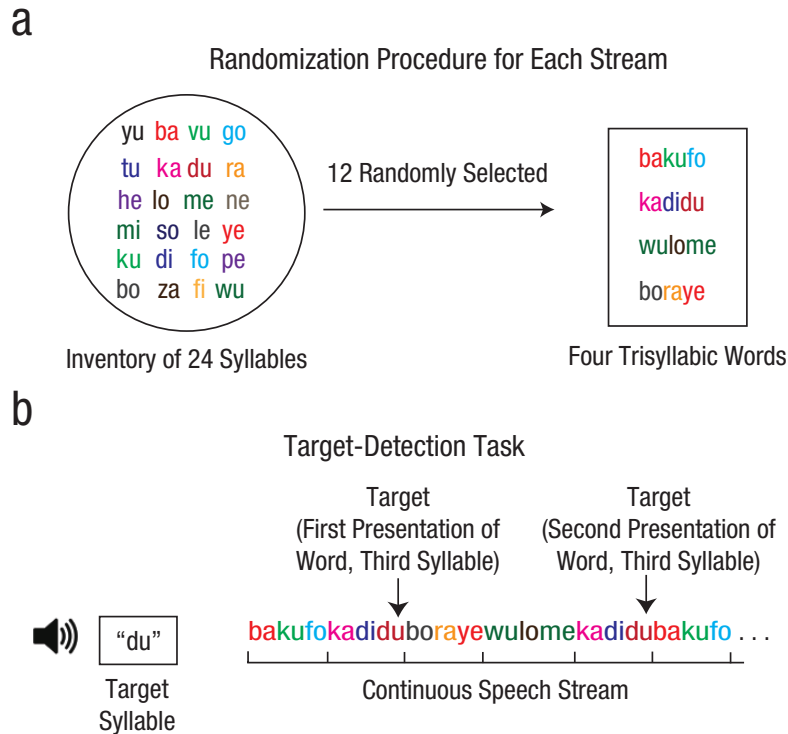 a
Randomization Procedure for Each Stream
yu ba vu go
tu ka du ra
he lo me ne
mi so le ye
ku di fo pe
bo za fi wu
Inventory of 24 Syllables
12 Randomly Selected
bakufo
kadidu
wulome
boraye
Four Trisyllabic Words
b
Target-Detection Task
Target
(First Presentation of
Word, Third Syllable)
Target
(Second Presentation of
Word, Third Syllable)
"du"
Target
Syllable
bakufokadiduborayewulomekadidubakufo . . .
Continuous Speech Stream